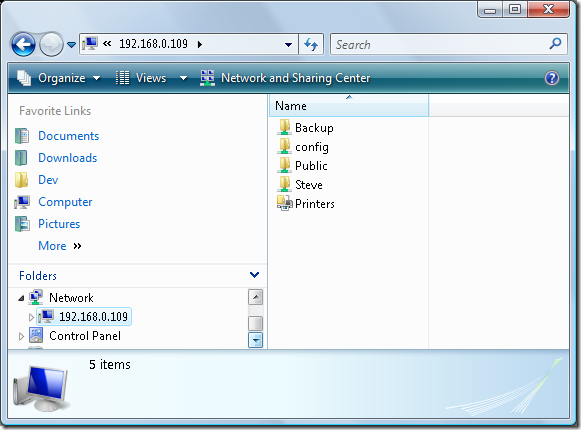 192.168.0.109
Search
Organize Views Network and Sharing Center
Favorite Links
Documents
Downloads
Dev
Computer
Pictures
More
Folders
Network
192.168.0.109
Control Panel
Name
Backup
config
Public
Steve
Printers
5 items